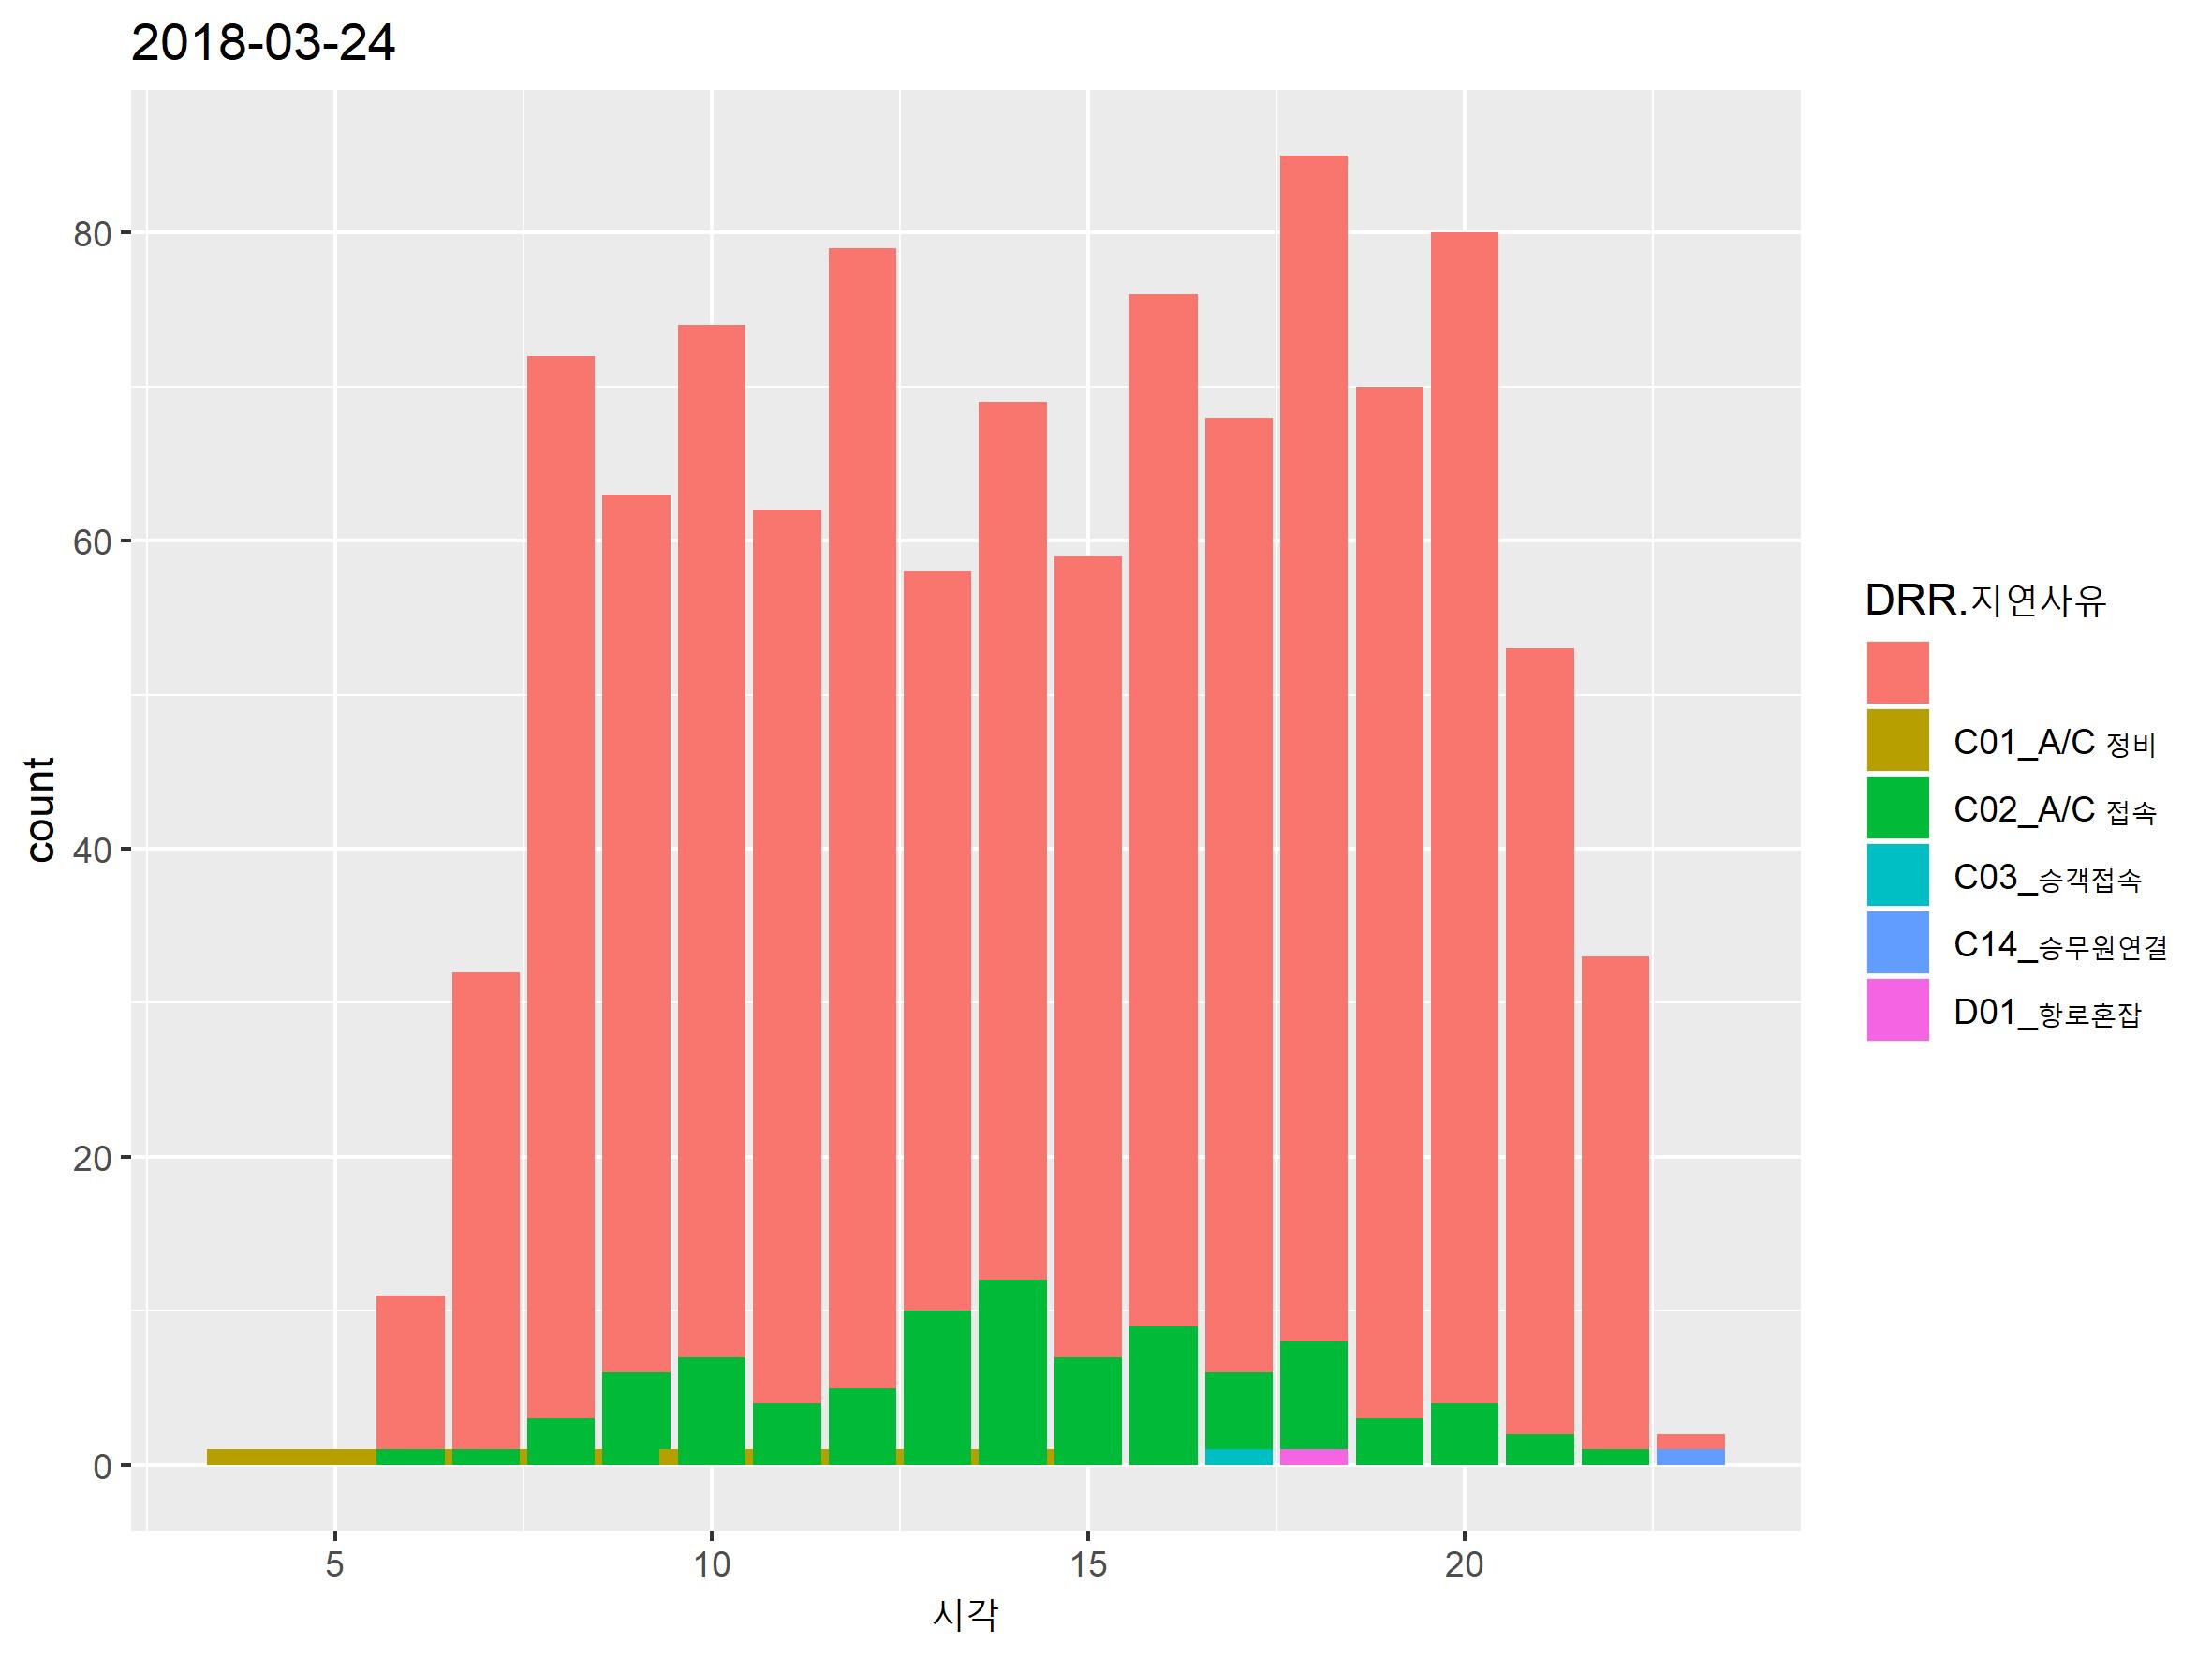 2018-03-24
80
60
40
20
0
count
5 10 15 20
시각
DRR.지연사유
C01_A/C 정비
C02_A/C 접속
C03_승객접속
C14_승무원연결
D01_항로혼잡